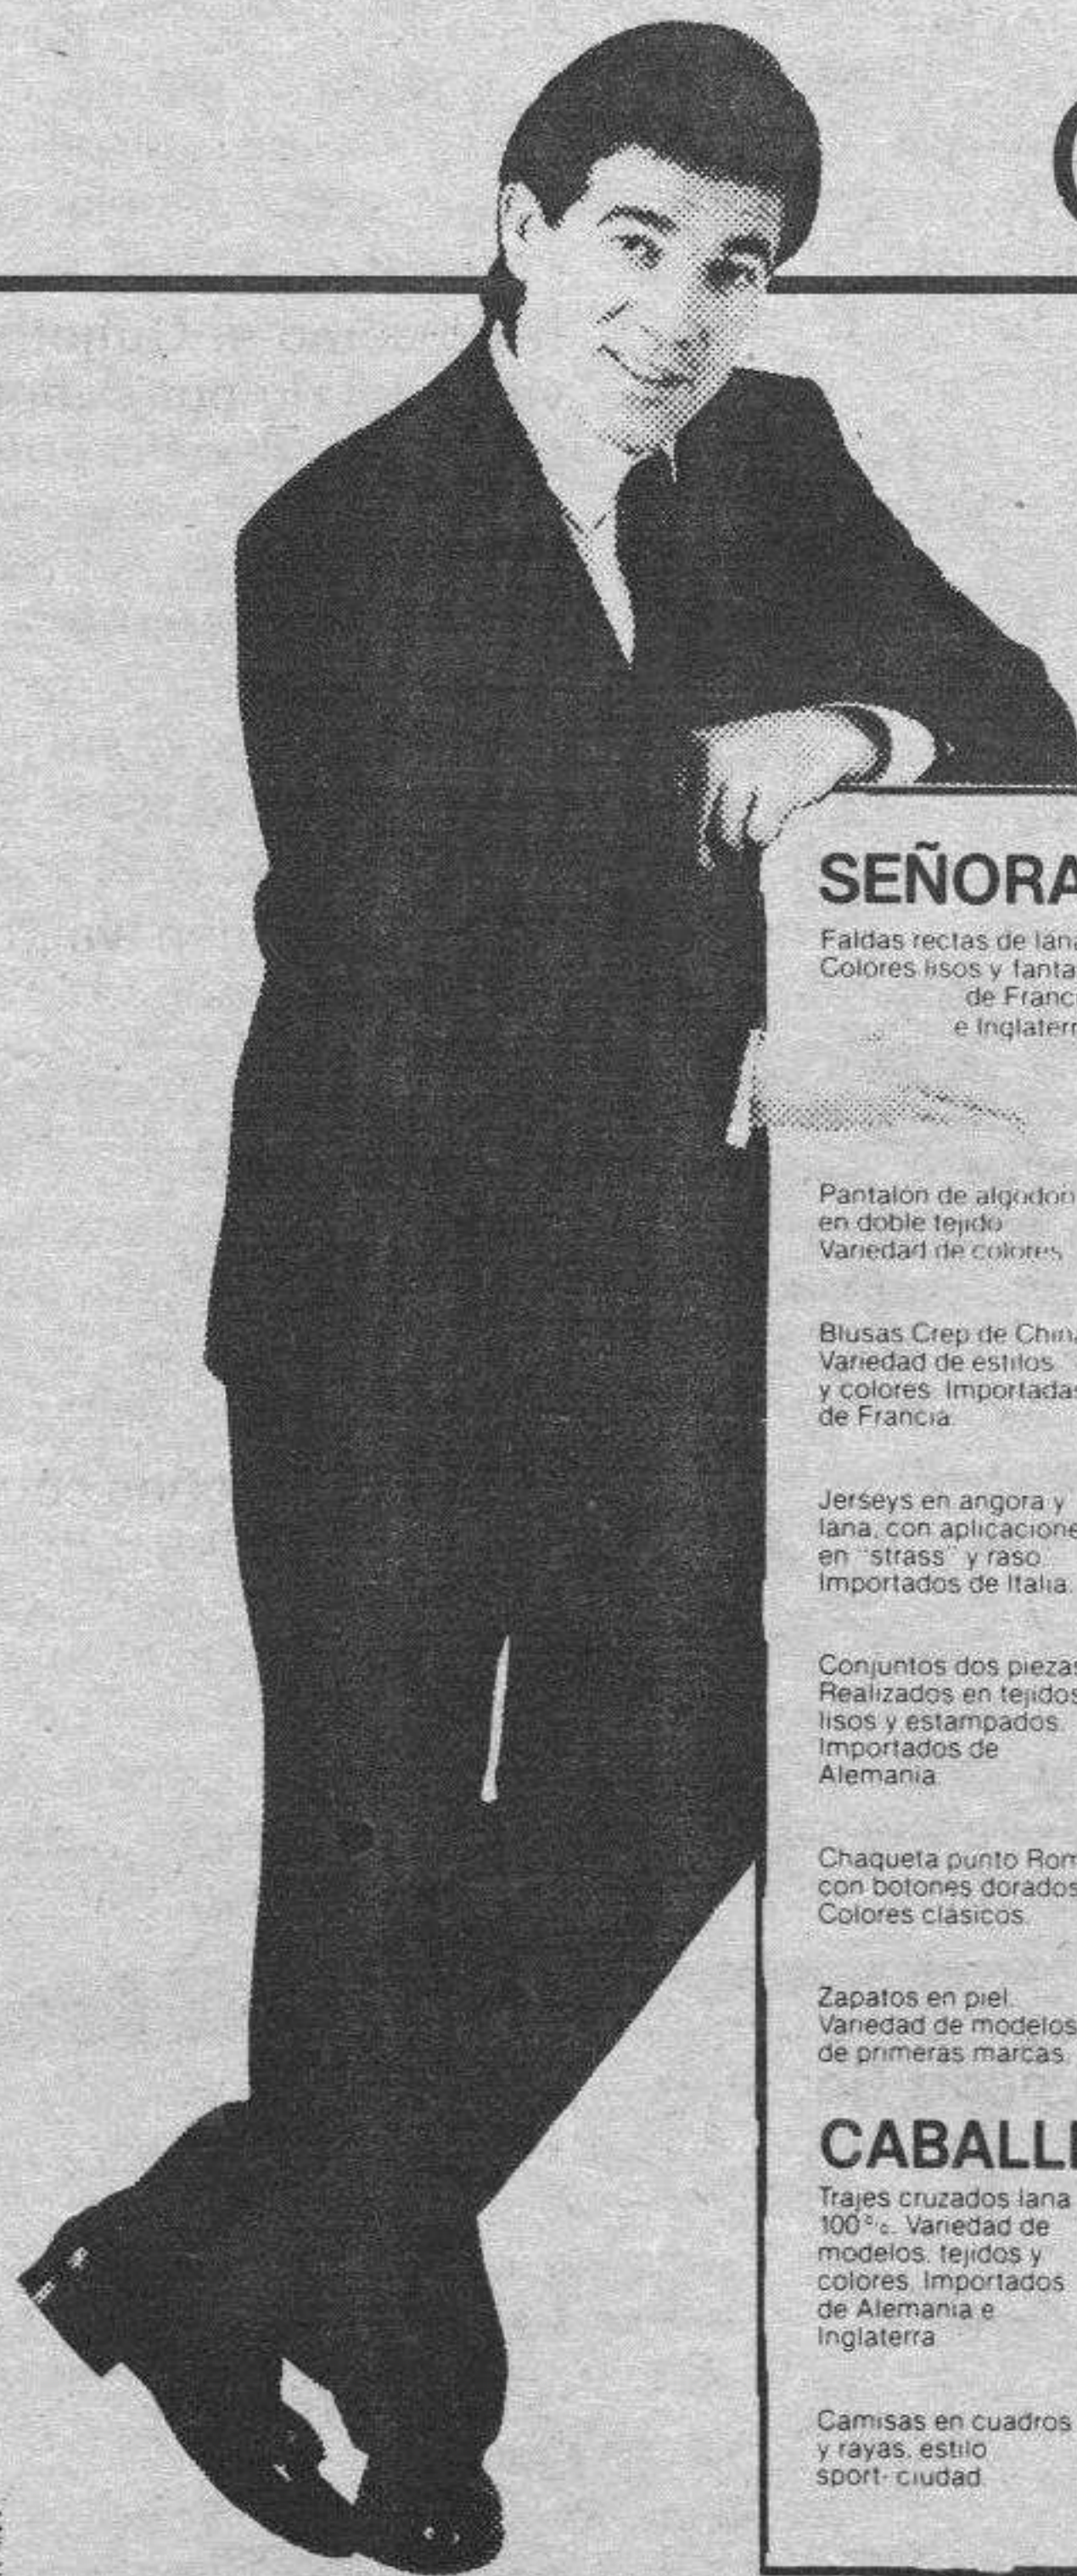 SEÑORA
Faldas rectas de lana
Colores lisos y fanta
de Franc
e Inglaterr
Pantalón de algodón
en doble tejido
Variedad de colores
Blusas Crep de China
Variedad de estilos
y colores. Importadas
de Francia.
Jerseys en angora y
lana, con aplicacione
en "strass" y raso.
Importados de Italia.
Conjuntos dos piezas
Realizados en tejidos
lisos y estampados.
Importados de
Alemania.
Chaqueta punto Rom
con botones dorados
Colores clásicos.
Zapatos en piel.
Variedad de modelos
de primeras marcas.
CABALLE
Trajes cruzados lana
100%. Variedad de
modelos, tejidos y
colores. Importados
de Alemania e
Inglaterra.
Camisas en cuadros
y rayas, estilo
sport-ciudad.